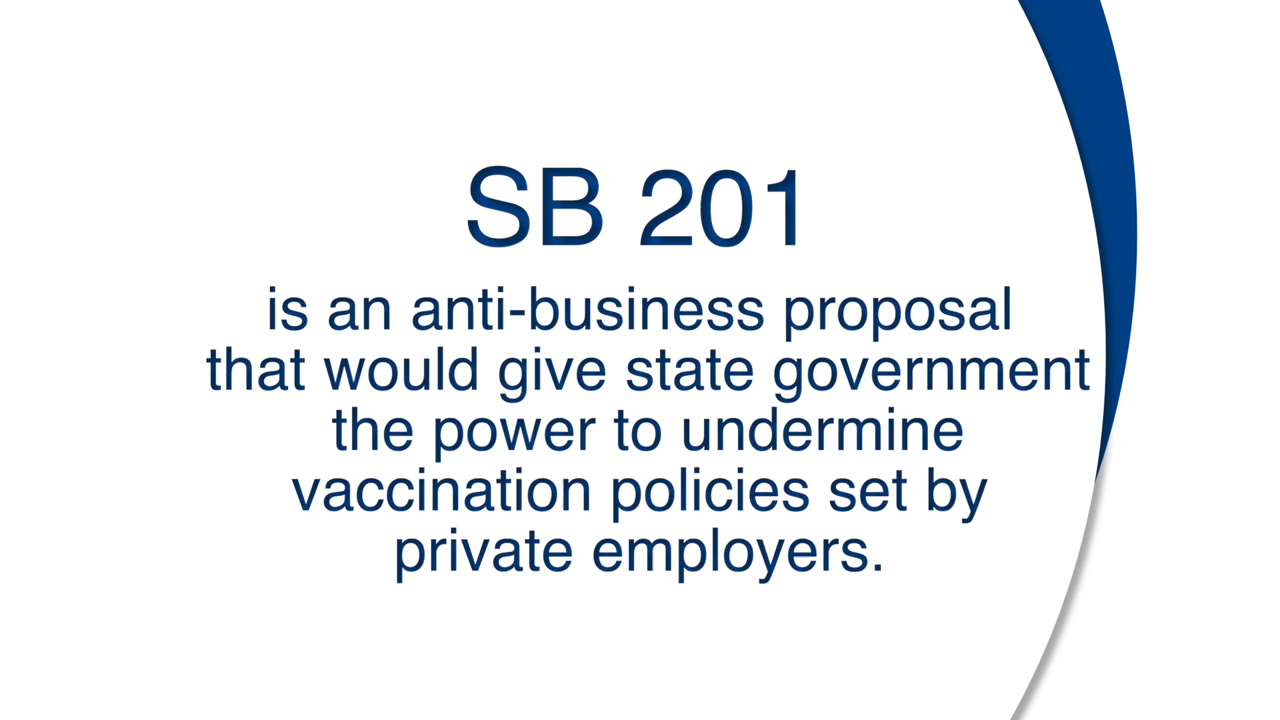 SB 201
is an anti-business proposal
that would give state government
the power to undermine
vaccination policies set by
private employers.